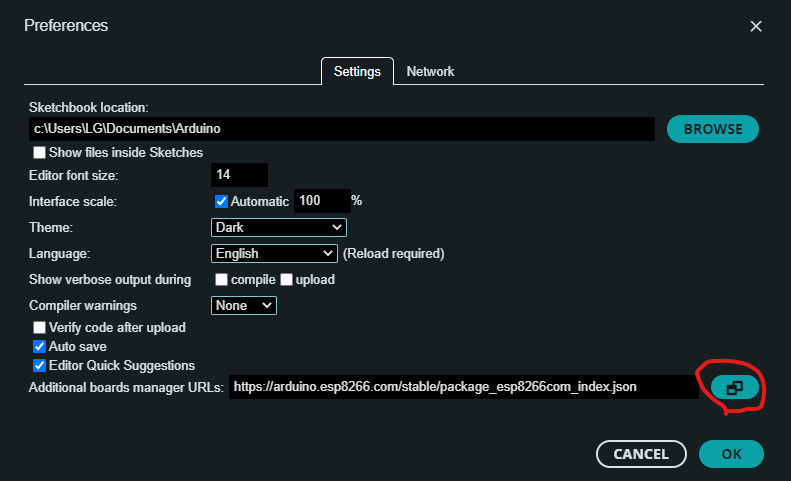 Preferences
Settings Network
Sketchbook location:
c:\Users\LG\Documents\Arduino BROWSE
Show files inside Sketches
Editor font size: 14
Interface scale: Automatic 100 %
Theme: Dark
Language: English (Reload required)
Show verbose output during compile upload
Compiler warnings None
Verify code after upload
Auto save
Editor Quick Suggestions
Additional boards manager URLs: https://arduino.esp8266.com/stable/package_esp8266com_index.json
CANCEL OK